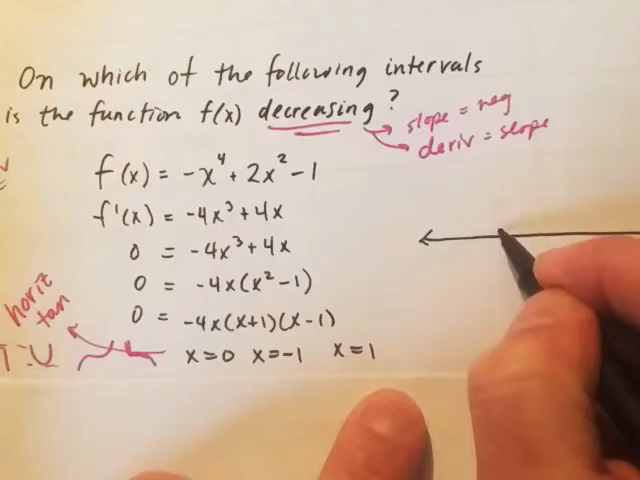 On which of the following intervals
is the function f(x) decreasing?
slope = neg
deriv = slope
f(x) = -x⁴ + 2x² - 1
f'(x) = -4x³ + 4x
0 = -4x³ + 4x
0 = -4x(x² - 1)
0 = -4x(x+1)(x-1)
horiz
tan
x=0 x=-1 x=1